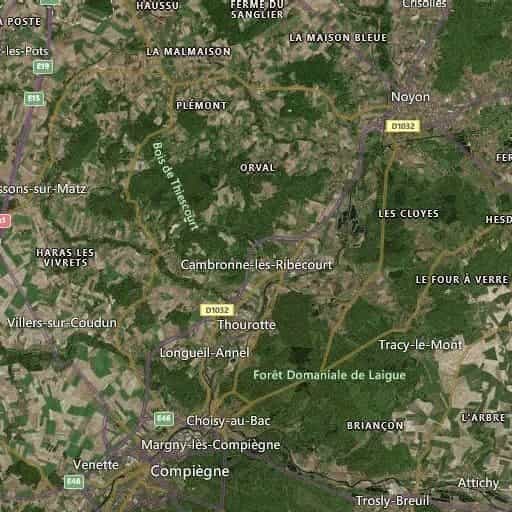 HAUSSU
FERME DU
SANGLIER
Crisolles
A POSTE
LA MAISON BLEUE
-les-Pots
LA MALMAISON
E19
E15
PLÉMONT
Noyon
D1032
Bois de Thiescourt
ORVAL
FER
ssons-sur-Matz
LES CLOYES
HESD
HARAS LES
VIVRETS
Cambronne-lès-Ribécourt
LE FOUR À VERRE
D1032
Villers-sur-Coudun
Thourotte
Longueil-Annel
Tracy-le-Mont
Forêt Domaniale de Laigue
E46
Choisy-au-Bac
BRIANÇON
L'ARBRE
Margny-lès-Compiègne
Venette
Compiègne
E46
Attichy
Trosly-Breuil